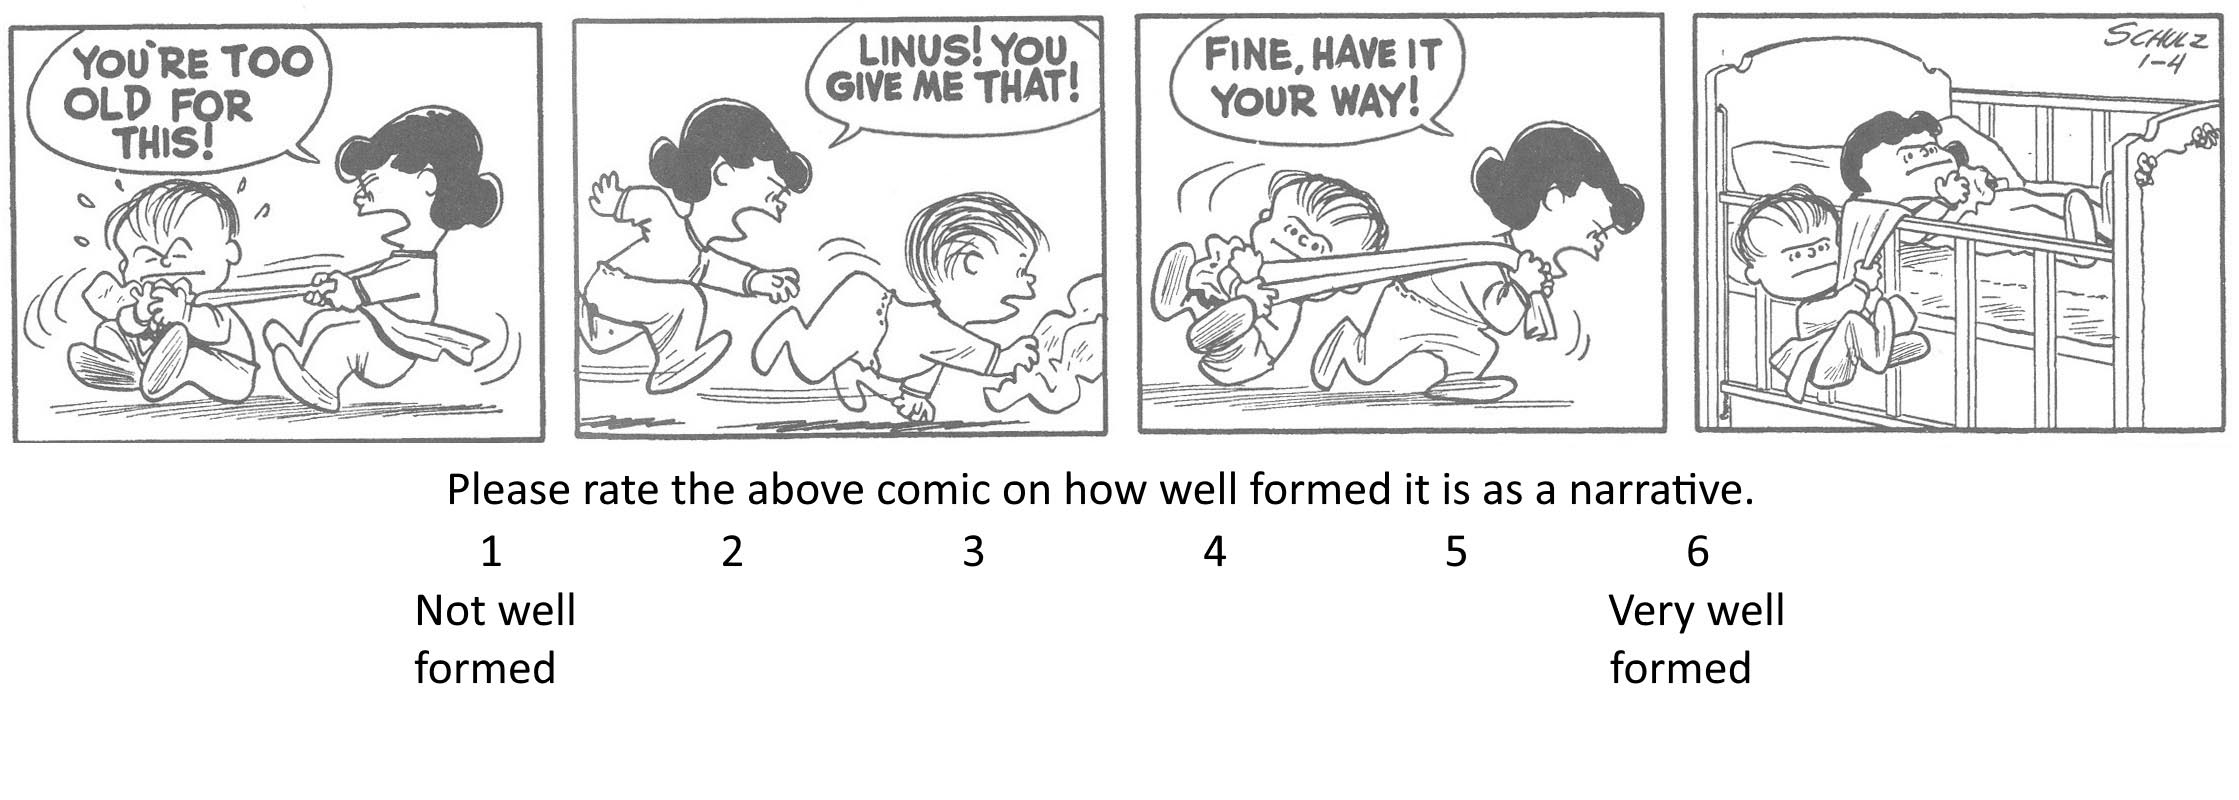 YOU'RE TOO
OLD FOR
THIS!
LINUS! YOU
GIVE ME THAT!
FINE, HAVE IT
YOUR WAY!
SCHULZ
1-4
Please rate the above comic on how well formed it is as a narrative.
1 2 3 4 5 6
Not well
formed
Very well
formed